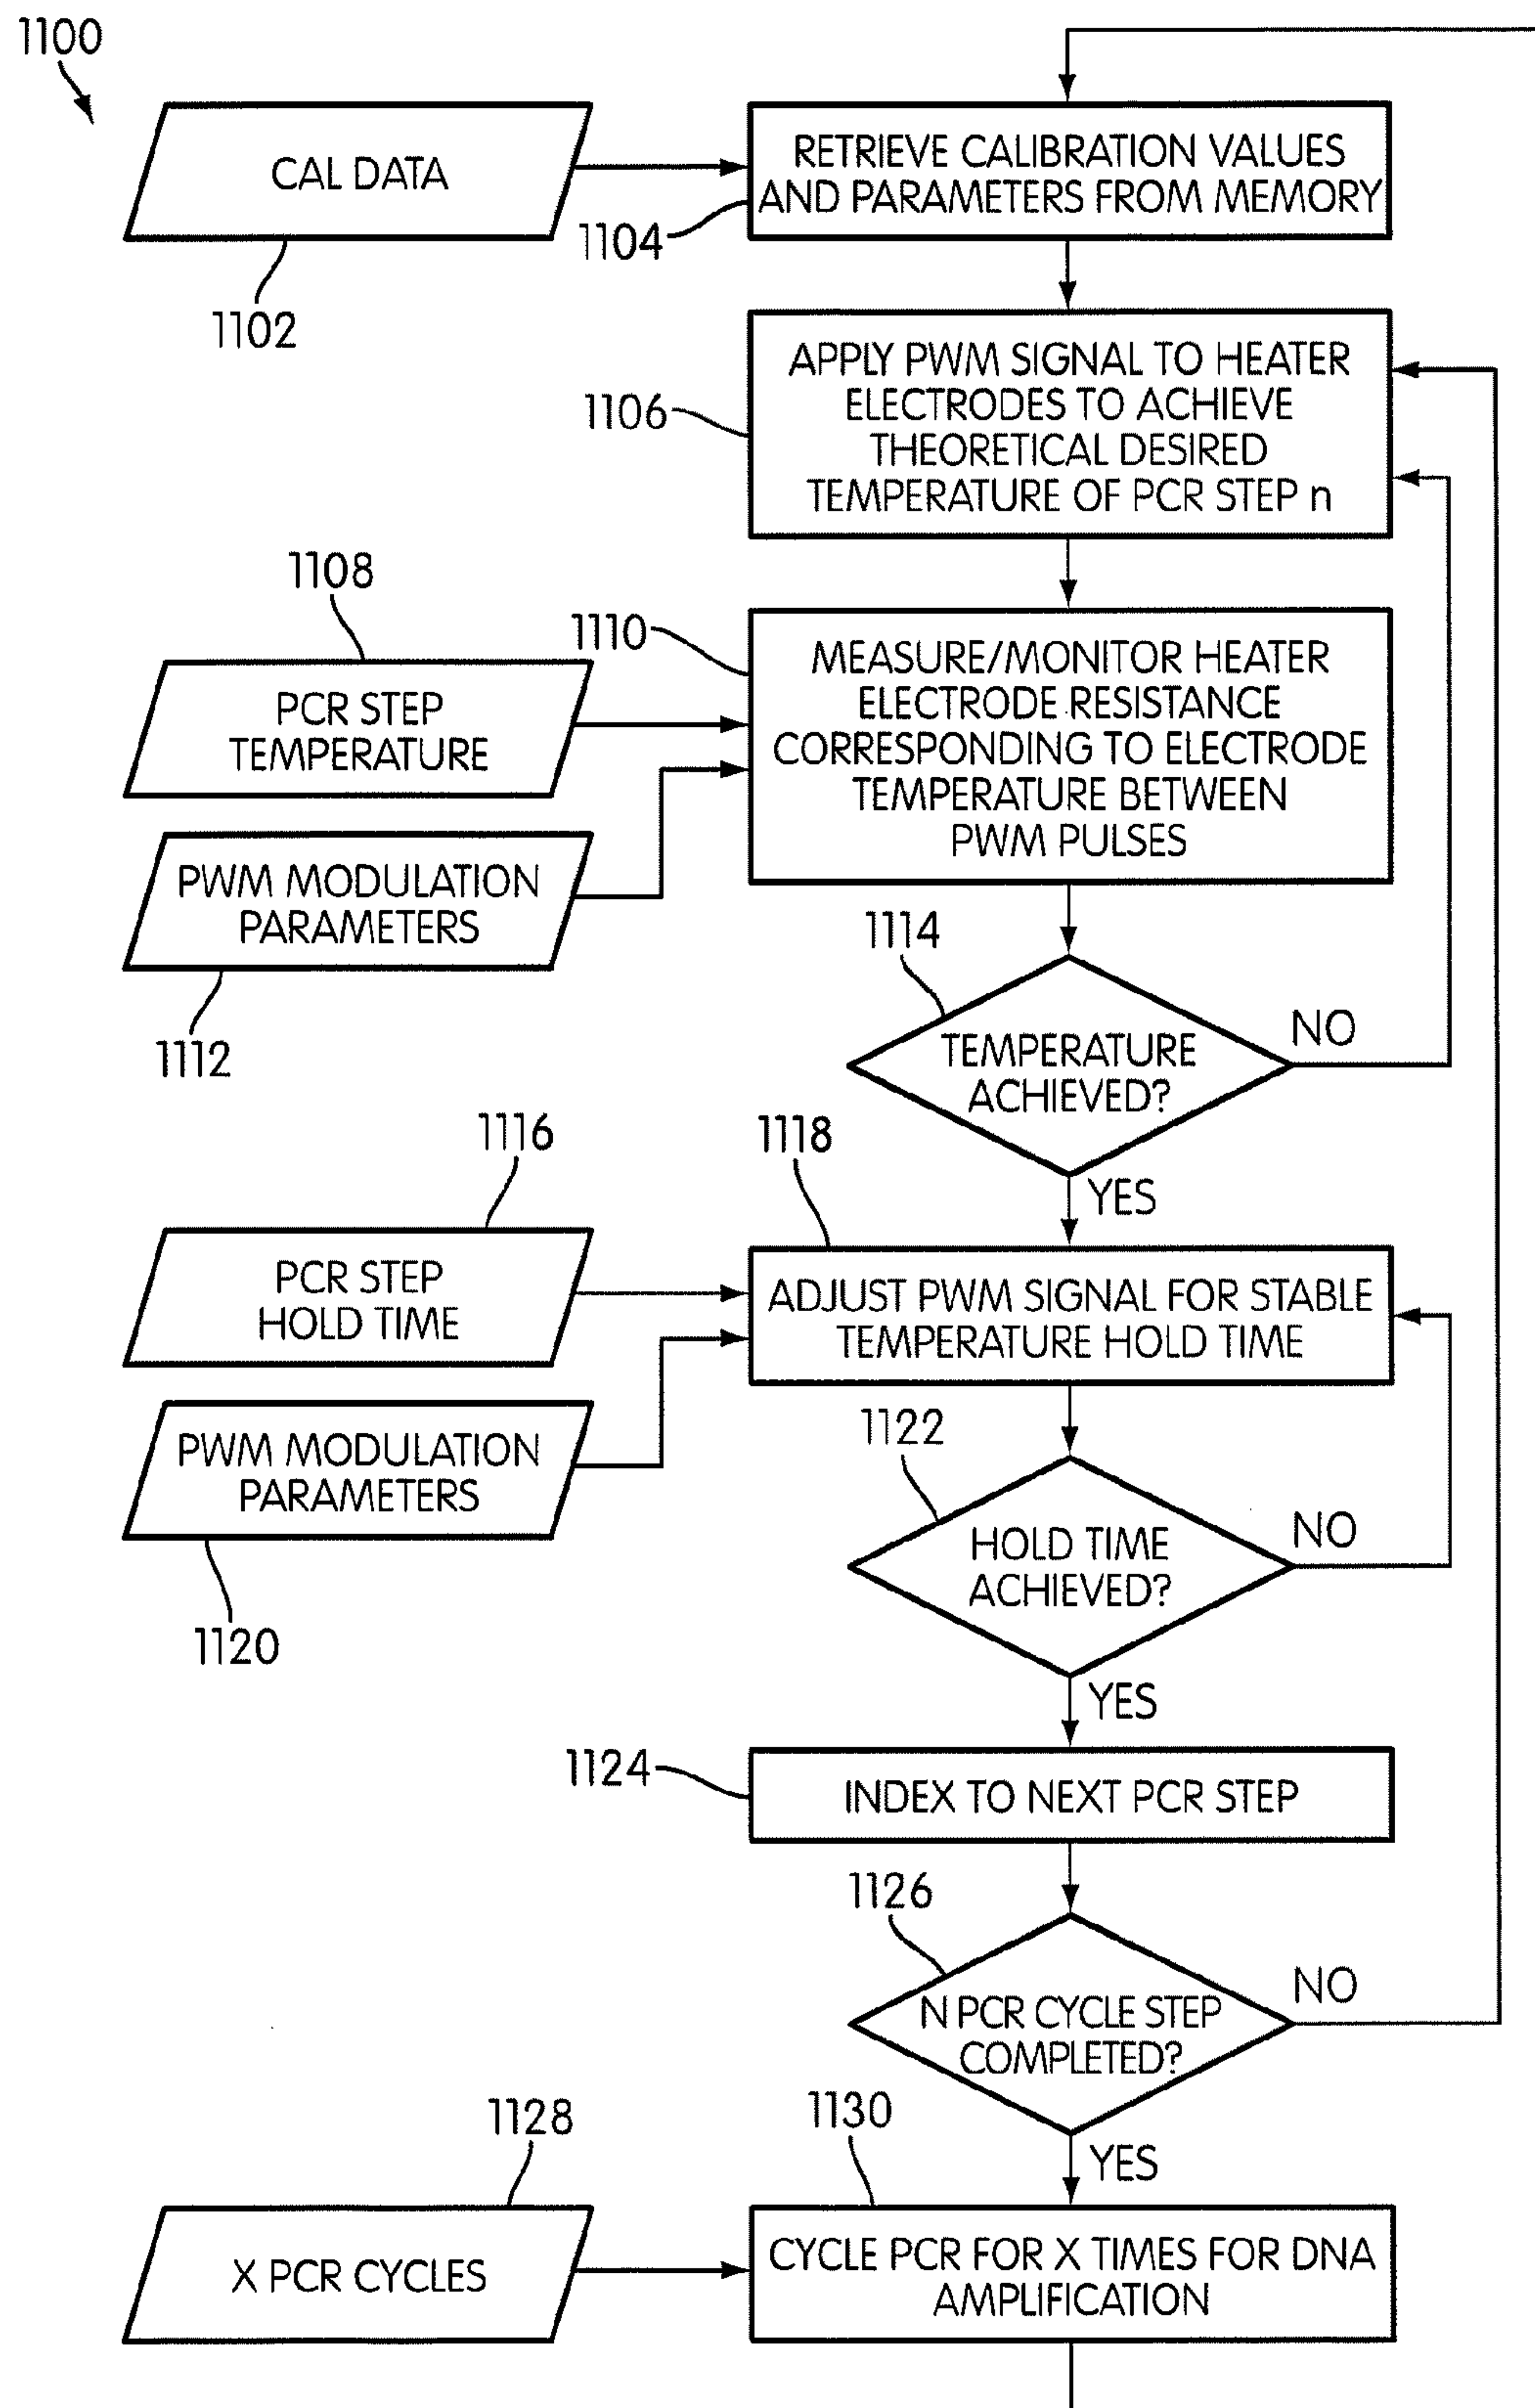 1100
CAL DATA
1102
RETRIEVE CALIBRATION VALUES
AND PARAMETERS FROM MEMORY
1104
APPLY PWM SIGNAL TO HEATER
ELECTRODES TO ACHIEVE
THEORETICAL DESIRED
TEMPERATURE OF PCR STEP n
1106
1108
PCR STEP
TEMPERATURE
1110
MEASURE/MONITOR HEATER
ELECTRODE RESISTANCE
CORRESPONDING TO ELECTRODE
TEMPERATURE BETWEEN
PWM PULSES
PWM MODULATION
PARAMETERS
1112
1114
TEMPERATURE
ACHIEVED?
NO
YES
1116
PCR STEP
HOLD TIME
1118
ADJUST PWM SIGNAL FOR STABLE
TEMPERATURE HOLD TIME
PWM MODULATION
PARAMETERS
1120
1122
HOLD TIME
ACHIEVED?
NO
YES
1124
INDEX TO NEXT PCR STEP
1126
N PCR CYCLE STEP
COMPLETED?
NO
YES
1128
X PCR CYCLES
1130
CYCLE PCR FOR X TIMES FOR DNA
AMPLIFICATION